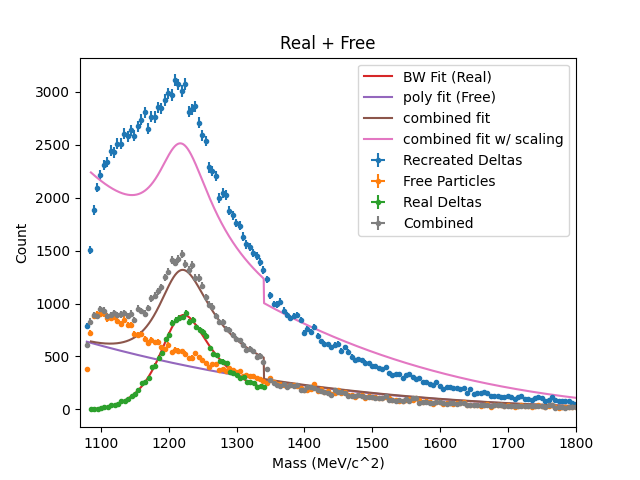 Real + Free
BW Fit (Real)
poly fit (Free)
combined fit
combined fit w/ scaling
Recreated Deltas
Free Particles
Real Deltas
Combined
Count
3000
2500
2000
1500
1000
500
0
1100 1200 1300 1400 1500 1600 1700 1800
Mass (MeV/c^2)